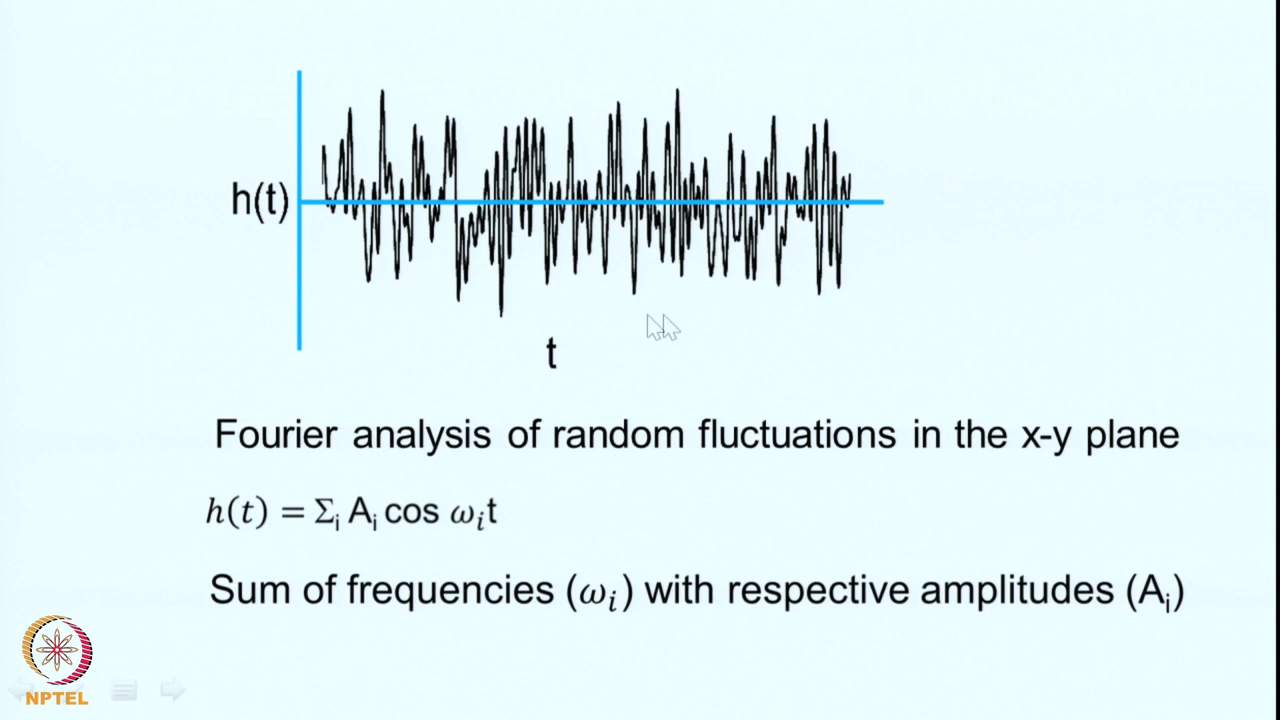 h(t)
t
Fourier analysis of random fluctuations in the x-y plane
h(t) = Σᵢ Aᵢ cos ωᵢt
Sum of frequencies (ωᵢ) with respective amplitudes (Aᵢ)
NPTEL